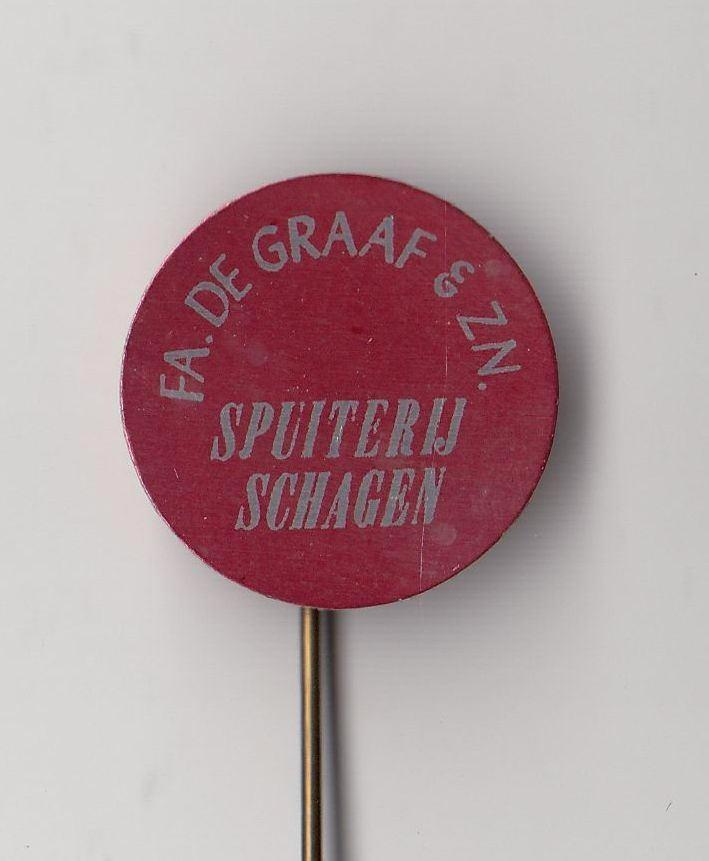 FA. DE GRAAF & ZN.
SPUITERIJ
SCHAGEN